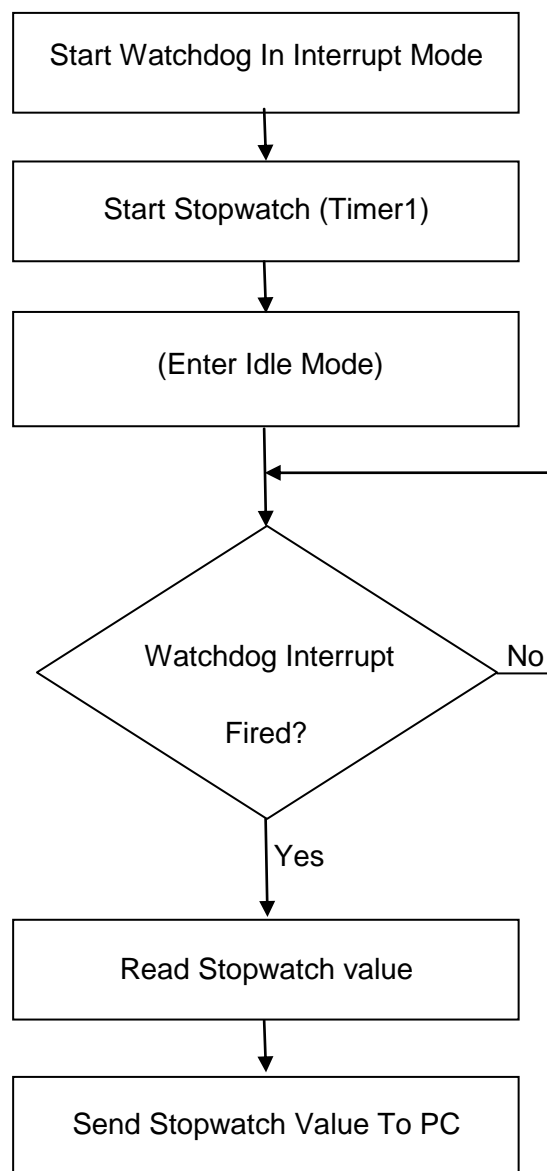 Start Watchdog In Interrupt Mode
Start Stopwatch (Timer1)
(Enter Idle Mode)
Watchdog Interrupt
Fired?
No
Yes
Read Stopwatch value
Send Stopwatch Value To PC